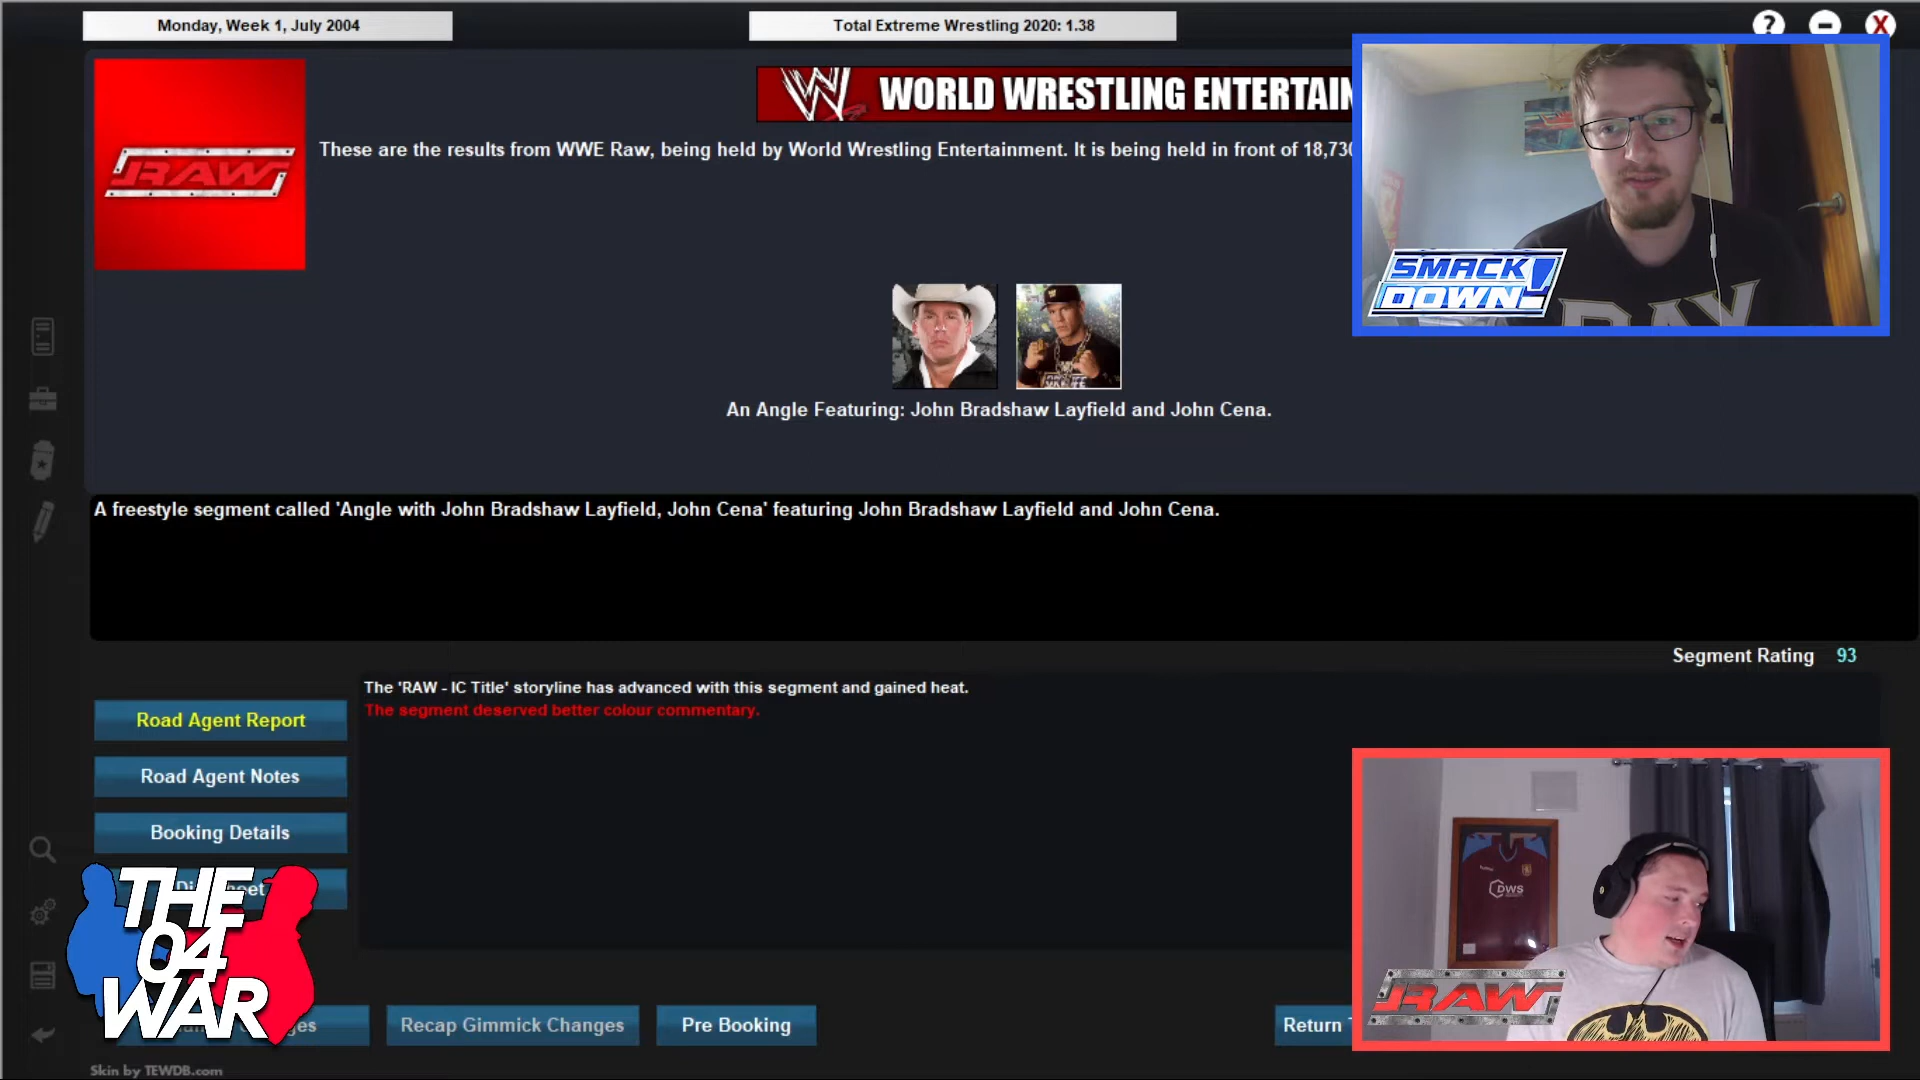 Monday, Week 1, July 2004
Total Extreme Wrestling 2020: 1.38
?
X
RAW
W WORLD WRESTLING ENTERTAIN
These are the results from WWE Raw, being held by World Wrestling Entertainment. It is being held in front of 18,730
SMACK
DOWN!
An Angle Featuring: John Bradshaw Layfield and John Cena.
A freestyle segment called 'Angle with John Bradshaw Layfield, John Cena' featuring John Bradshaw Layfield and John Cena.
Segment Rating 93
The 'RAW - IC Title' storyline has advanced with this segment and gained heat.
The segment deserved better colour commentary.
Road Agent Report
Road Agent Notes
Booking Details
THE
04
WAR
DWS
RAW
Recap Gimmick Changes
Pre Booking
Return
Skin by TEWDB.com